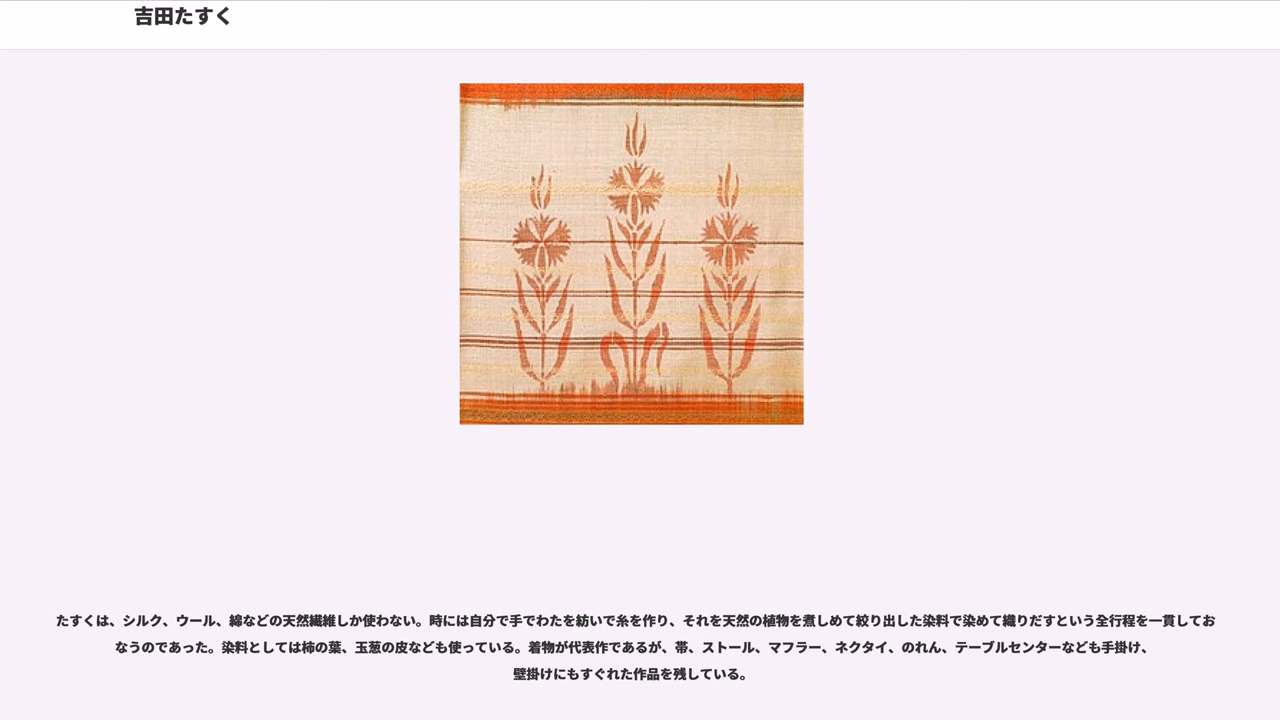 吉田たすく
たすくは、シルク、ウール、綿などの天然繊維しか使わない。時には自分で手でわたを紡いで糸を作り、それを天然の植物を煮しめて絞り出した染料で染めて織りだすという全行程を一貫してお
なうのであった。染料としては柿の葉、玉葱の皮なども使っている。着物が代表作であるが、帯、ストール、マフラー、ネクタイ、のれん、テーブルセンターなども手掛け、
壁掛けにもすぐれた作品を残している。